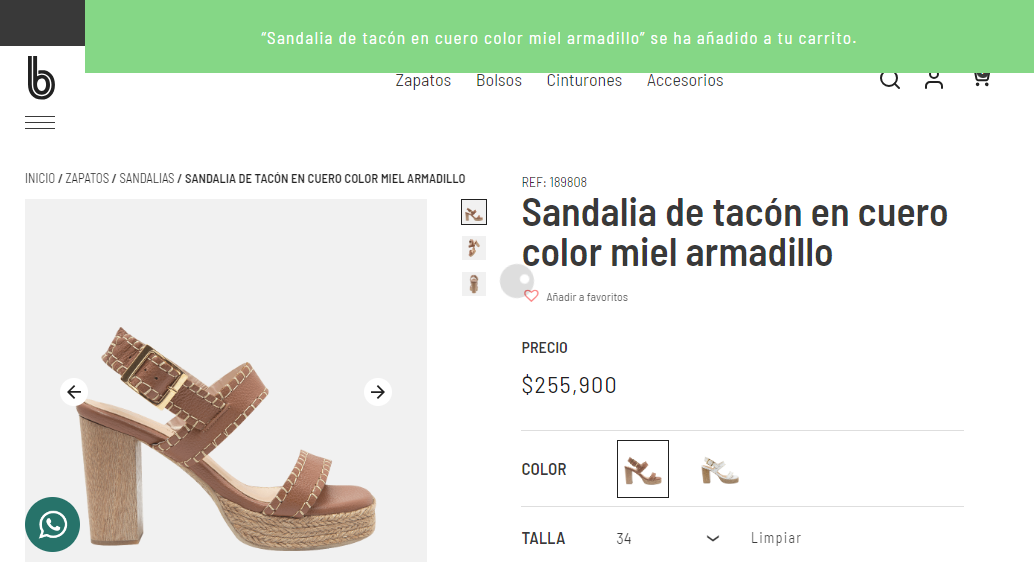 “Sandalia de tacón en cuero color miel armadillo” se ha añadido a tu carrito.
b
Zapatos Bolsos Cinturones Accesorios
INICIO / ZAPATOS / SANDALIAS / SANDALIA DE TACÓN EN CUERO COLOR MIEL ARMADILLO
REF: 189808
Sandalia de tacón en cuero
color miel armadillo
Añadir a favoritos
PRECIO
$255,900
COLOR
TALLA 34 Limpiar